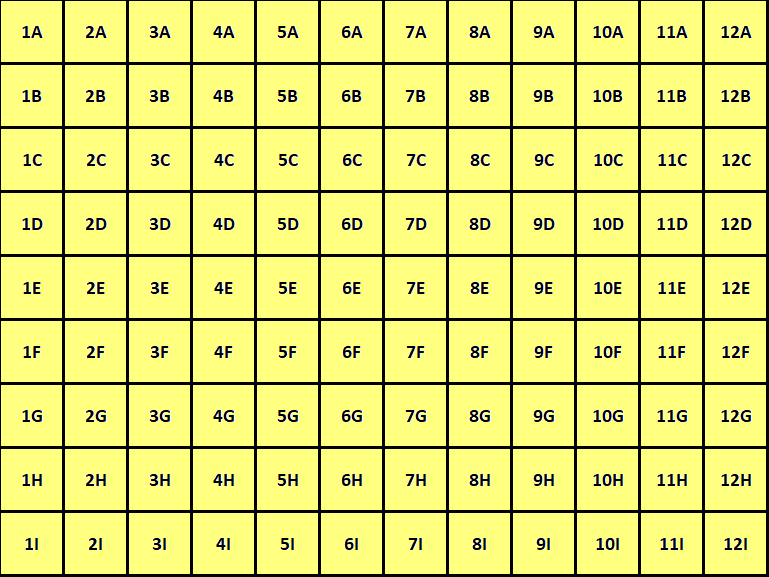 1A 2A 3A 4A 5A 6A 7A 8A 9A 10A 11A 12A
1B 2B 3B 4B 5B 6B 7B 8B 9B 10B 11B 12B
1C 2C 3C 4C 5C 6C 7C 8C 9C 10C 11C 12C
1D 2D 3D 4D 5D 6D 7D 8D 9D 10D 11D 12D
1E 2E 3E 4E 5E 6E 7E 8E 9E 10E 11E 12E
1F 2F 3F 4F 5F 6F 7F 8F 9F 10F 11F 12F
1G 2G 3G 4G 5G 6G 7G 8G 9G 10G 11G 12G
1H 2H 3H 4H 5H 6H 7H 8H 9H 10H 11H 12H
1I 2I 3I 4I 5I 6I 7I 8I 9I 10I 11I 12I